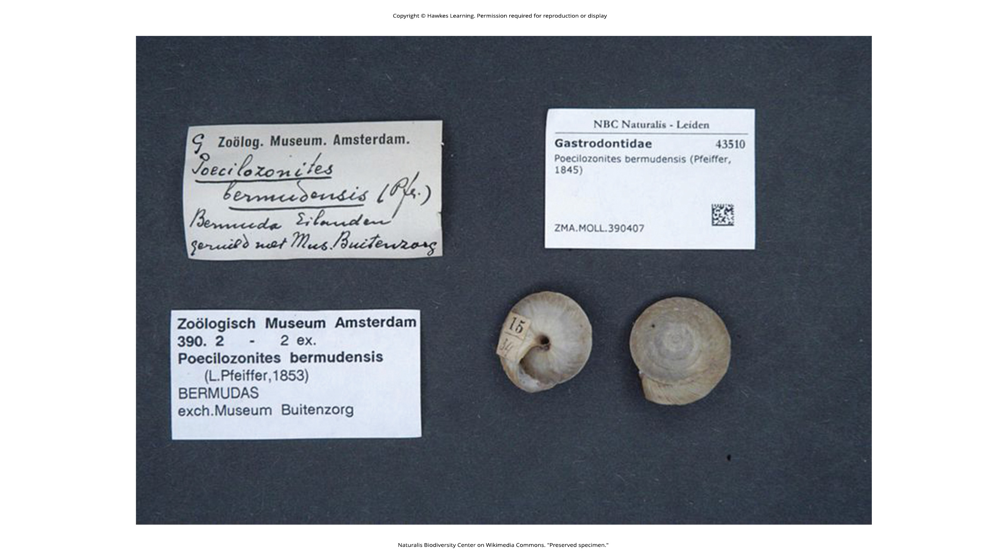 Copyright © Hawkes Learning. Permission required for reproduction or display
G Zoölog. Museum. Amsterdam.
Poecilozonites
bermudensis (Pfr.)
Bermuda Eilanden
geruild met Mus. Buitenzorg
NBC Naturalis - Leiden
Gastrodontidae 43510
Poecilozonites bermudensis (Pfeiffer,
1845)
ZMA.MOLL.390407
Zoölogisch Museum Amsterdam
390. 2 - 2 ex.
Poecilozonites bermudensis
(L.Pfeiffer,1853)
BERMUDAS
exch.Museum Buitenzorg
15
34
Naturalis Biodiversity Center on Wikimedia Commons. "Preserved specimen."